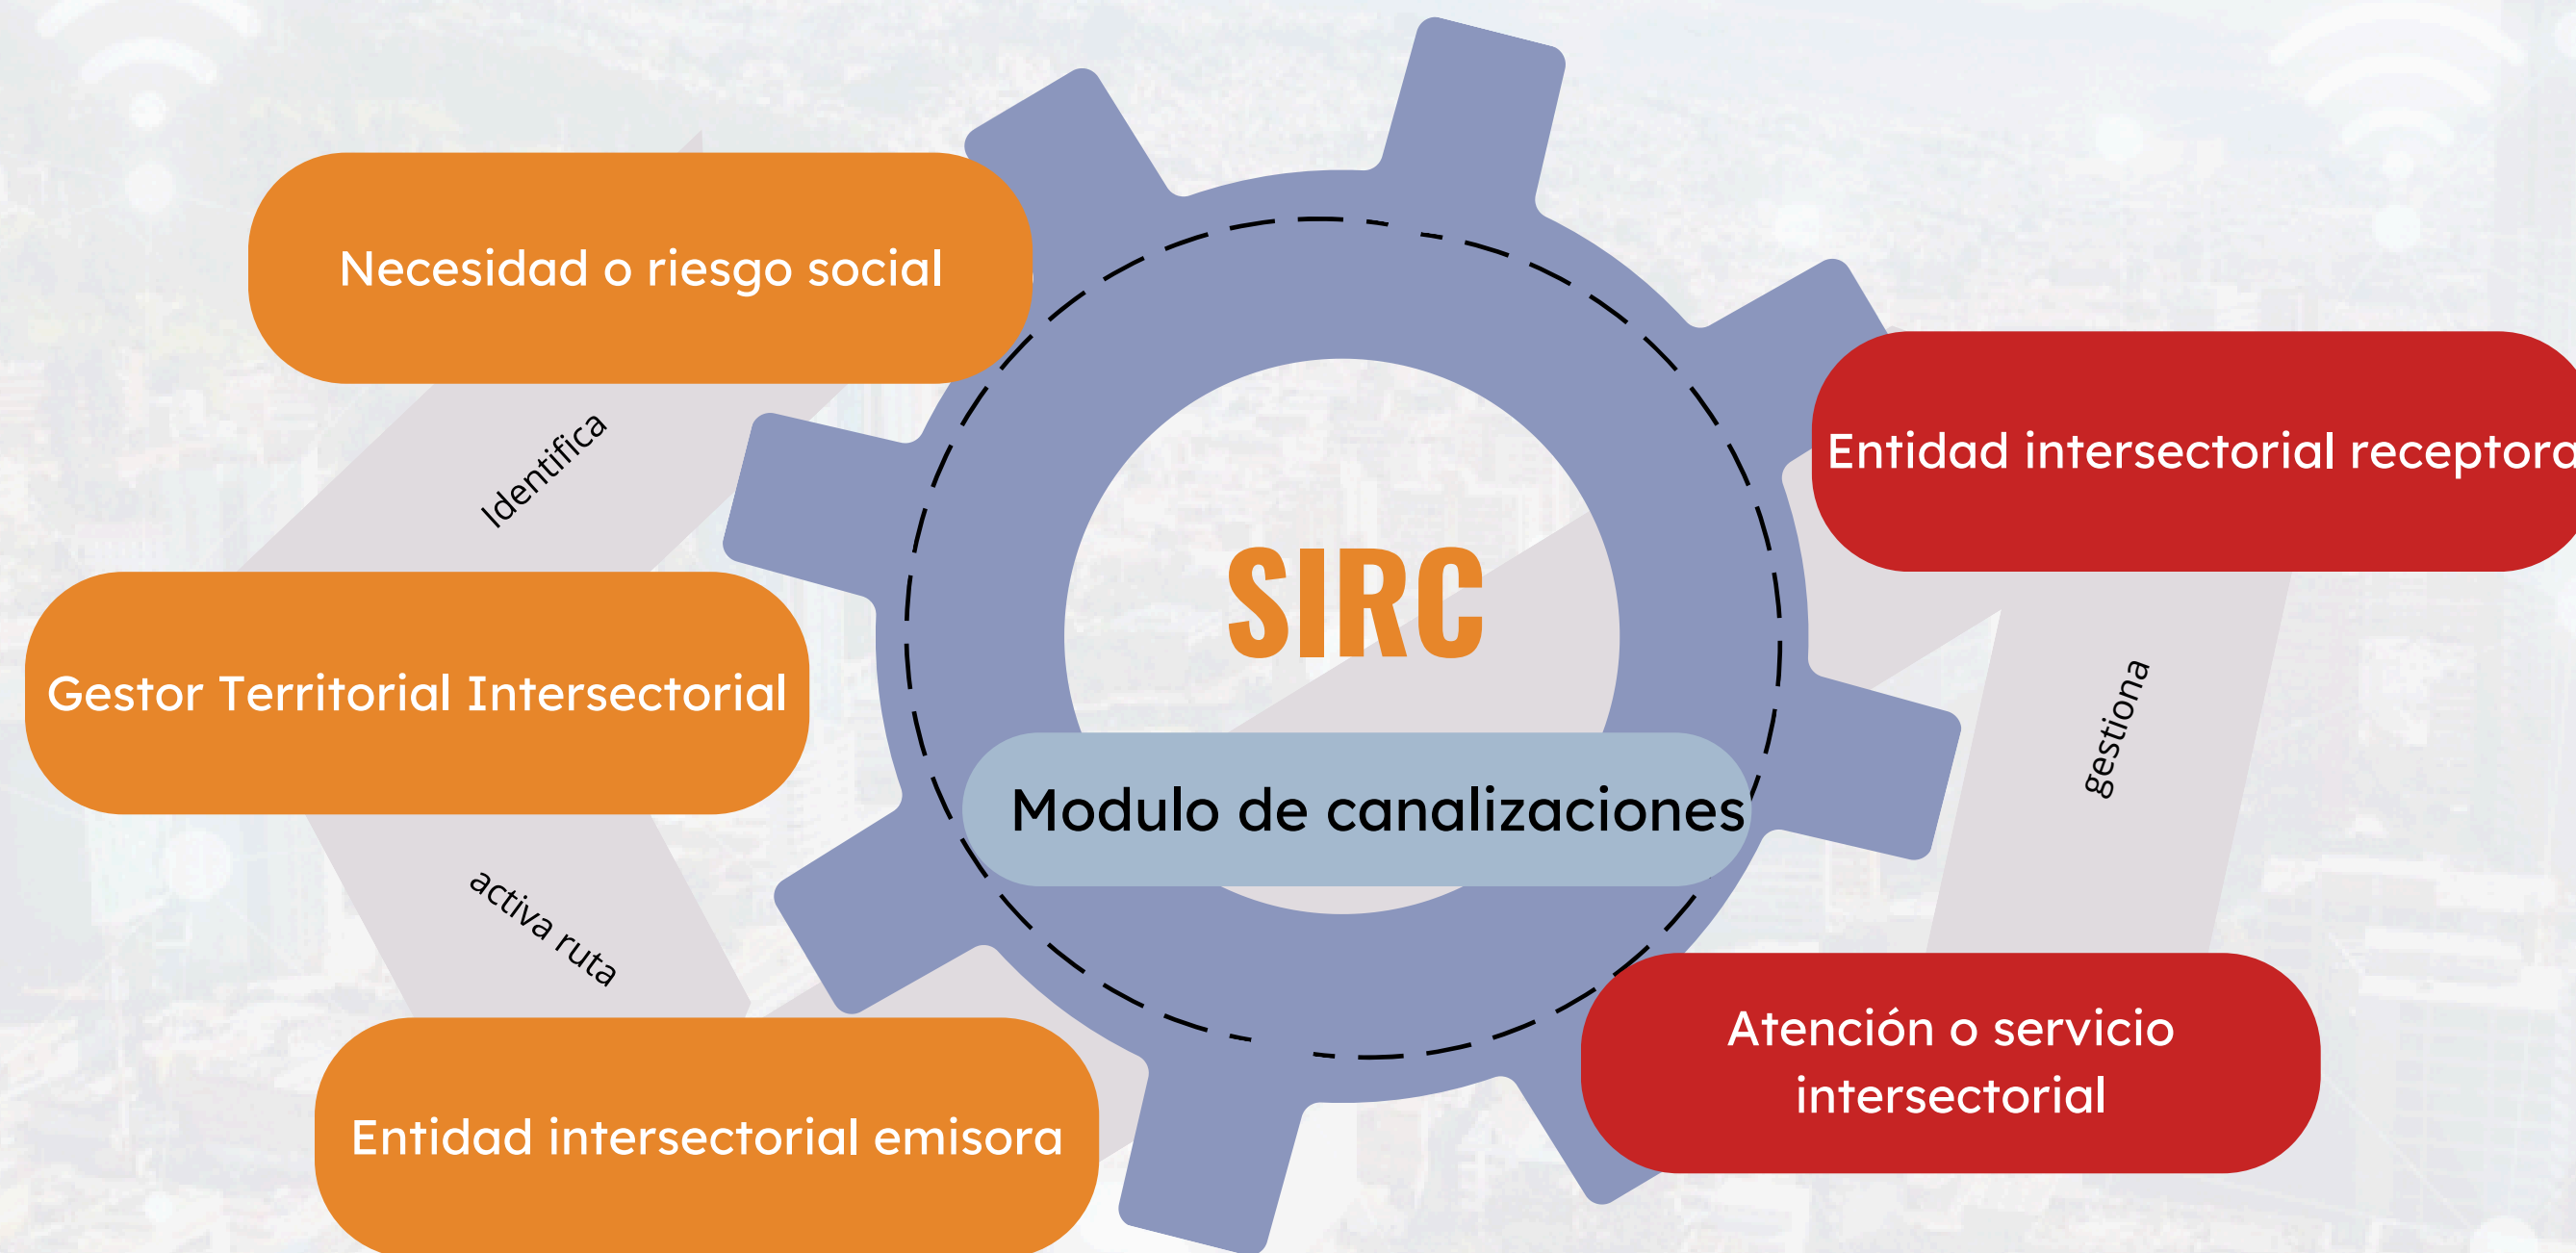 Necesidad o riesgo social
Identifica
Gestor Territorial Intersectorial
activa ruta
Entidad intersectorial emisora
SIRC
Modulo de canalizaciones
Entidad intersectorial receptora
gestiona
Atención o servicio
intersectorial